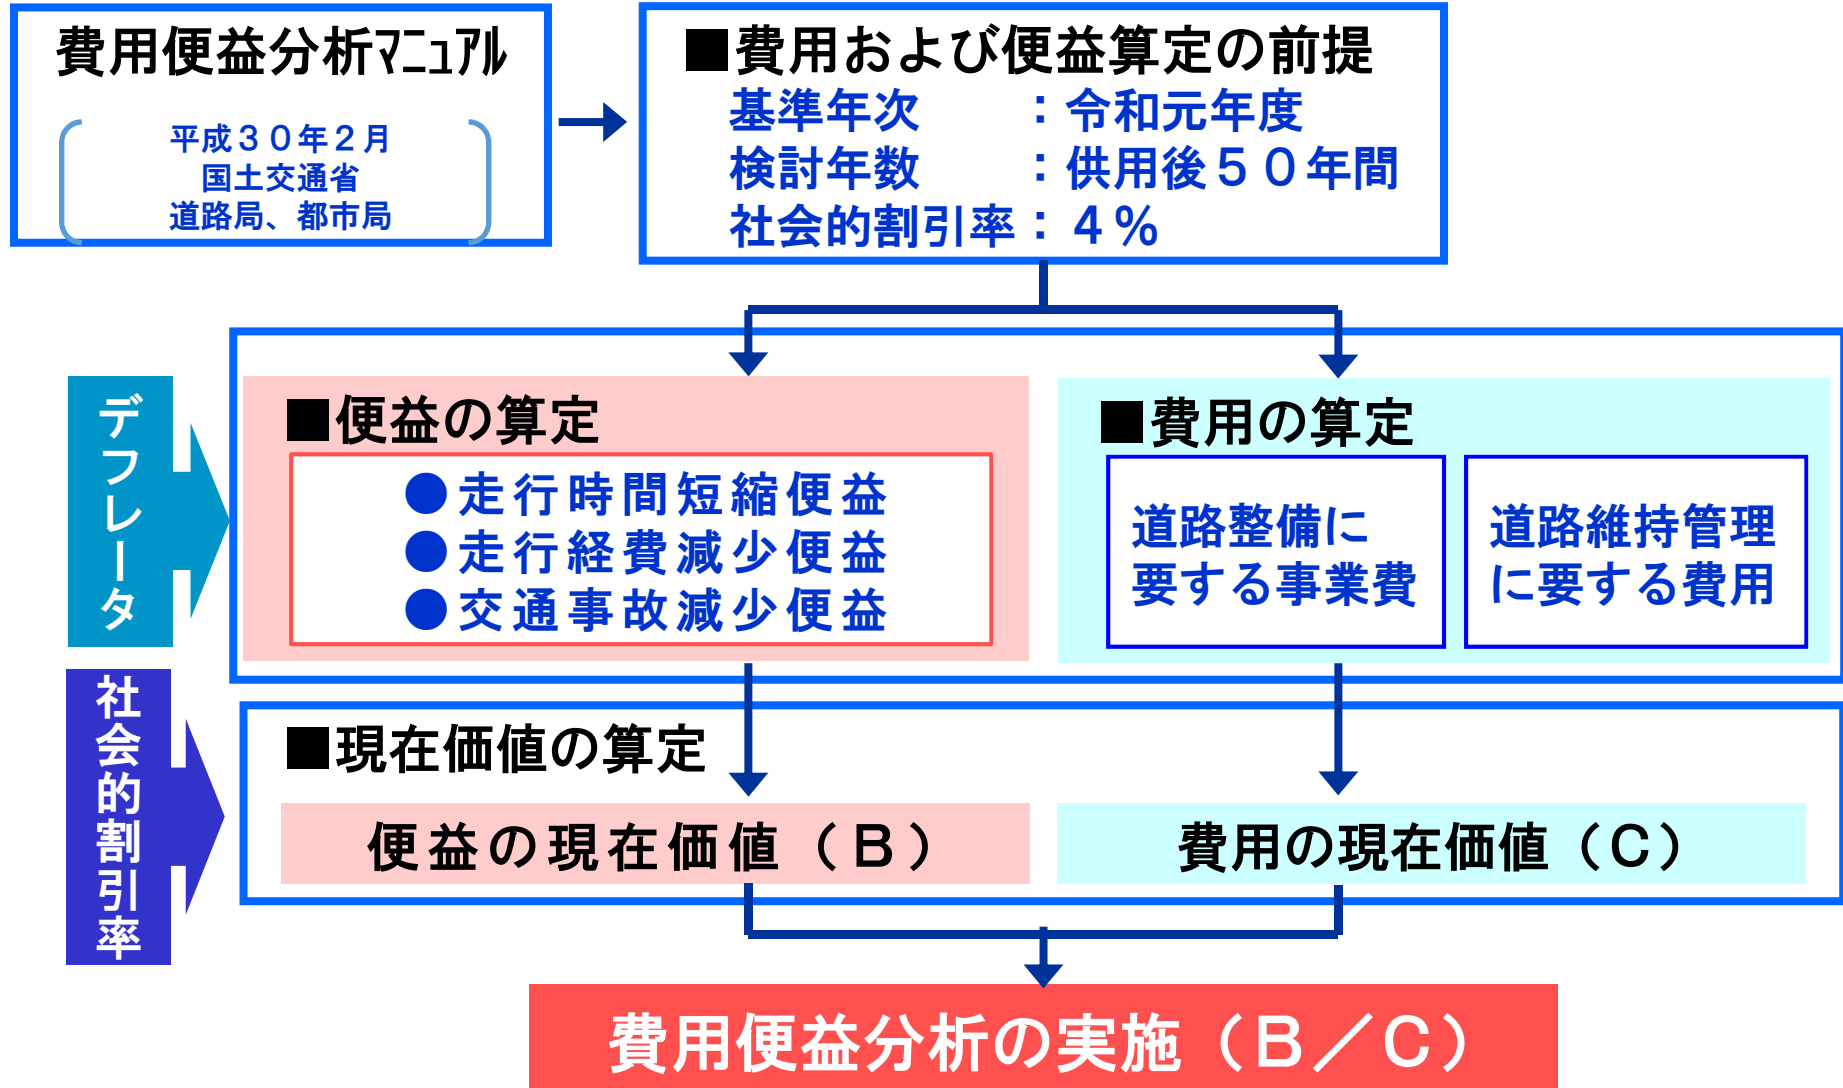 費用便益分析ﾏﾆｭｱﾙ
平成３０年２月
国土交通省
道路局、都市局
■費用および便益算定の前提
基準年次　　：令和元年度
検討年数　　：供用後５０年間
社会的割引率：４％
デフレータ
■便益の算定
●走行時間短縮便益
●走行経費減少便益
●交通事故減少便益
■費用の算定
道路整備に
要する事業費
道路維持管理
に要する費用
社会的割引率
■現在価値の算定
便益の現在価値（Ｂ）
費用の現在価値（Ｃ）
費用便益分析の実施（Ｂ／Ｃ）